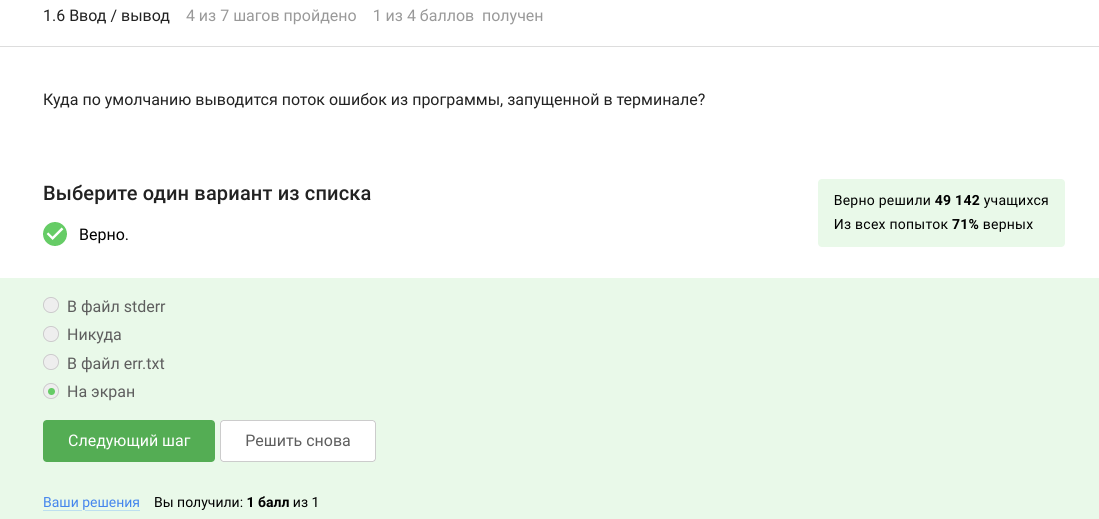 1.6 Ввод / вывод 4 из 7 шагов пройдено 1 из 4 баллов получен
Куда по умолчанию выводится поток ошибок из программы, запущенной в терминале?
Выберите один вариант из списка
Верно.
Верно решили 49 142 учащихся
Из всех попыток 71% верных
В файл stderr
Никуда
В файл err.txt
На экран
Следующий шаг Решить снова
Ваши решения Вы получили: 1 балл из 1